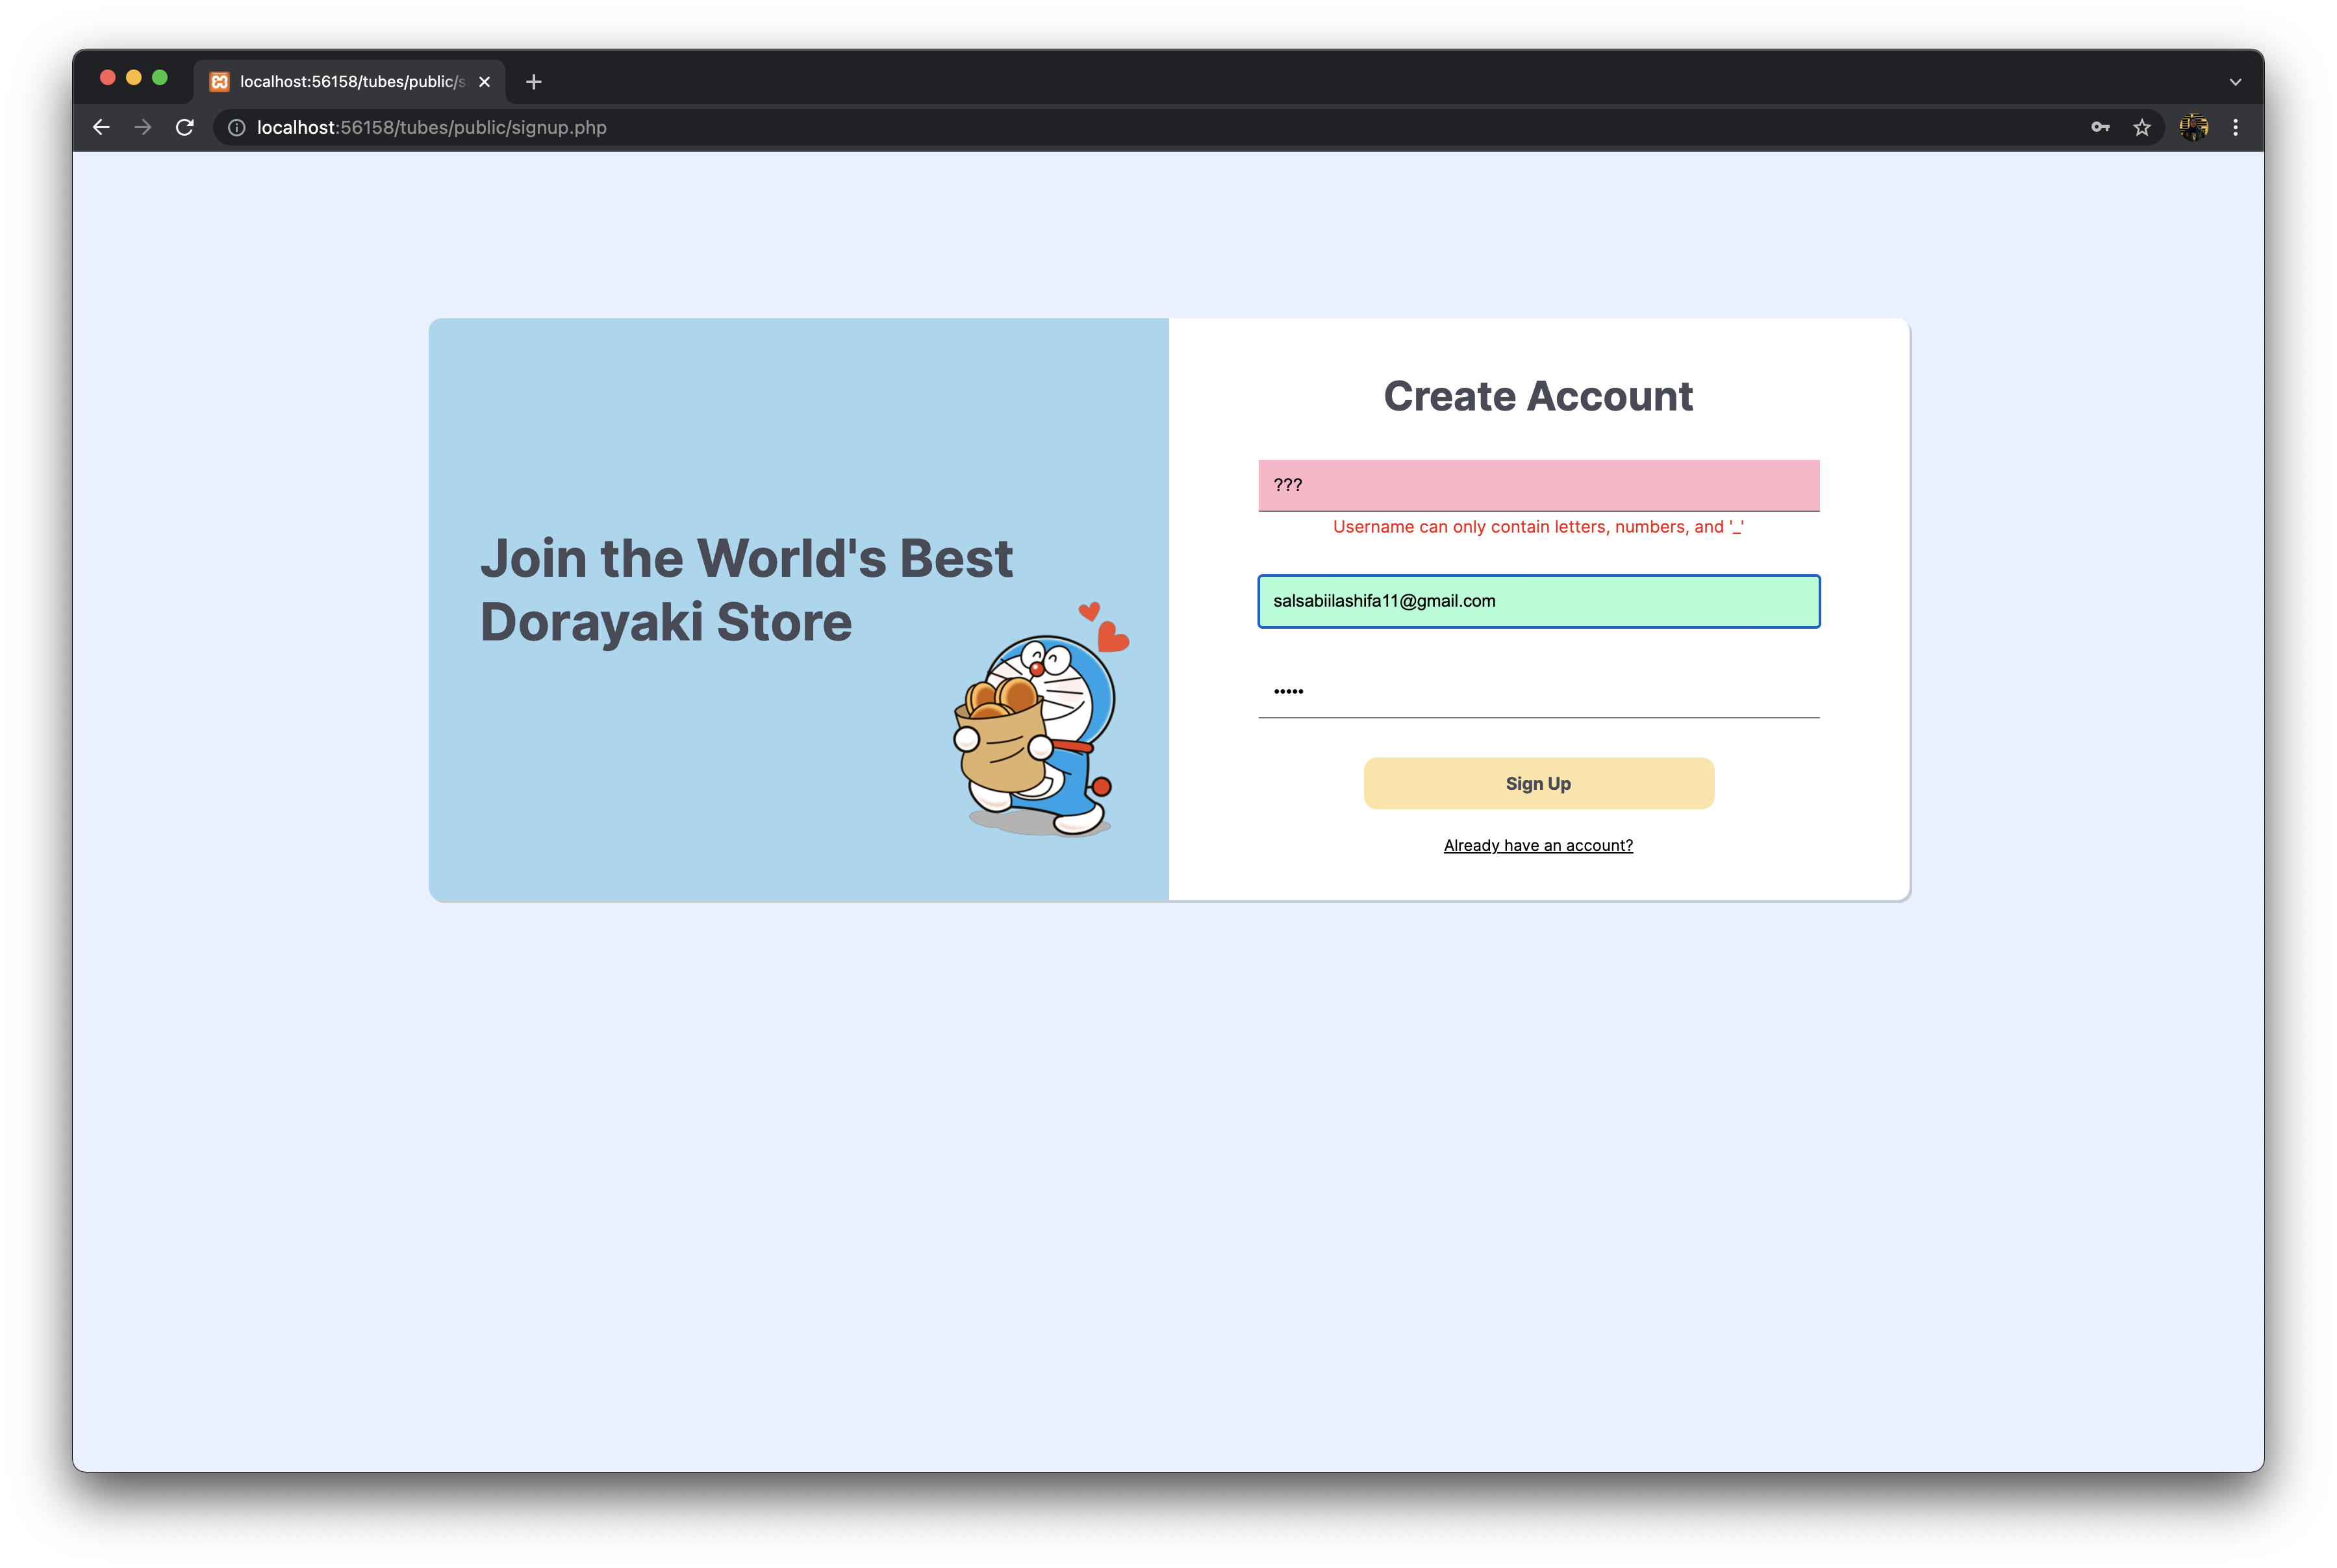 localhost:56158/tubes/public/s
localhost:56158/tubes/public/signup.php
Join the World's Best
Dorayaki Store
Create Account
???
Username can only contain letters, numbers, and '_'
salsabiilashifa11@gmail.com
•••••
Sign Up
Already have an account?